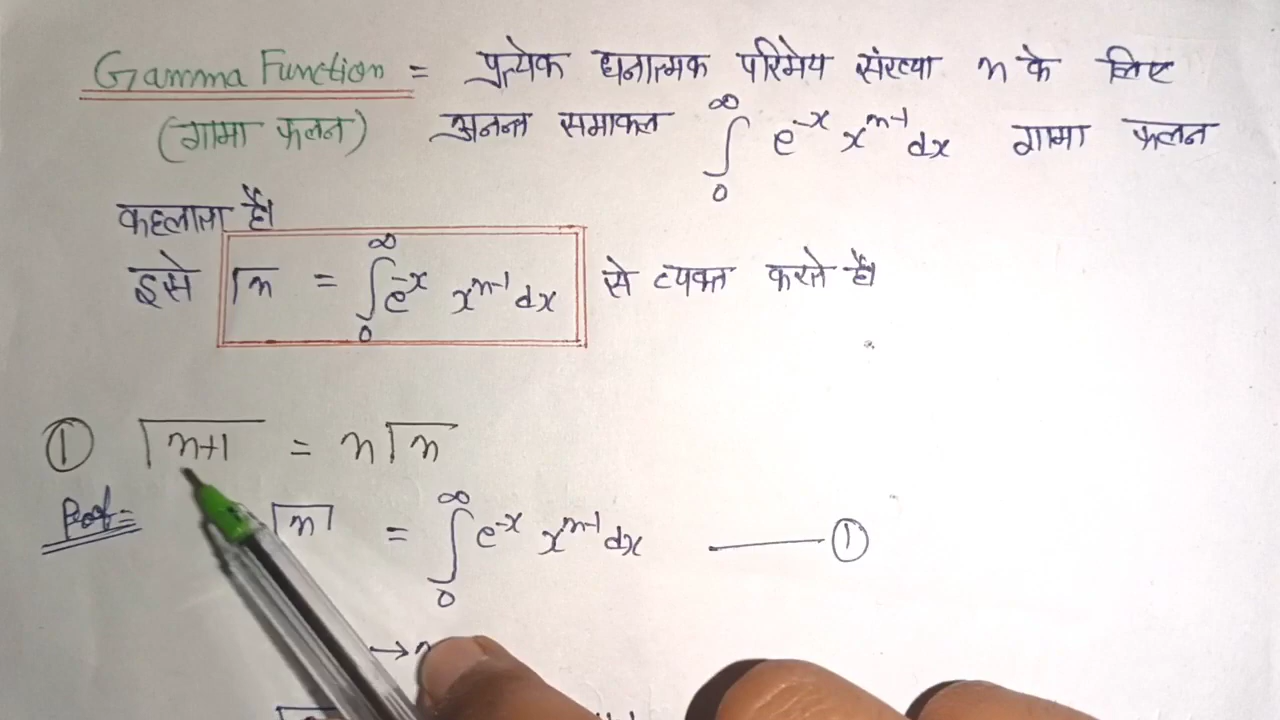 Gamma Function = प्रत्येक धनात्मक परिमेय संख्या n के लिए
(गामा फलन) अनन्त समाकल ∫₀^∞ e^-x x^n-1 dx गामा फलन
कहलाता है।
इसे Γn = ∫₀^∞ e^-x x^n-1 dx से व्यक्त करते है।
① Γn+1 = nΓn
Proof= Γn = ∫₀^∞ e^-x x^n-1 dx —— ①
→